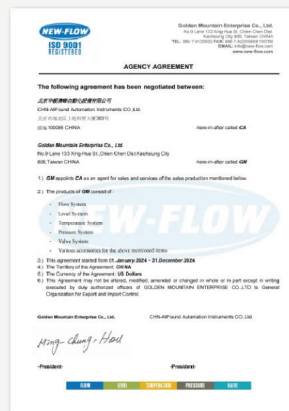 NEW-FLOW
ISO 9001
REGISTERED
Golden Mountain Enterprise Co., Ltd.
No.9 Lane 133 Xing-Hua St., Chien Chen Dist.
Kaohsiung City 806, Taiwan CHINA
www.new-flow.com
AGENCY AGREEMENT
The following agreement has been negotiated between:
CHN-AIFound Automation Instruments CO.,Ltd.
100085 CHINA
here-in-after called CA
Golden Mountain Enterprise Co., Ltd.
No.9 Lane 133 Xing-Hua St.,Chien Chen Dist.Kaohsiung City
806,Taiwan CHINA
here-in-after called GM
1.) GM appoints CA as an agent for sales and services of the sales production mentioned below.
2.) The products of GM consist of :
- Flow System
- Level System
- Temperature System
- Pressure System
- Valve System
- Various accessories for the above mentioned items
NEW-FLOW
3.) This agreement started from 01.January 2024 ~ 31.December 2024
4.) The Territory of the Agreement: CHINA
5.) The Currency of the Agreement: US Dollars
6.) This Agreement may not be altered, modified, amended or changed in whole or in part except in writing
executed by duly authorized officers of GOLDEN MOUNTAIN ENTERPRISE CO.,LTD to General
Organization for Export and Import Control.
Golden Mountain Enterprise Co., Ltd.
CHN-AIFound Automation Instruments CO.,Ltd.
Ming-Chung, Hou
-President-
-President-
FLOW LEVEL TEMPERATURE PRESSURE VALVE